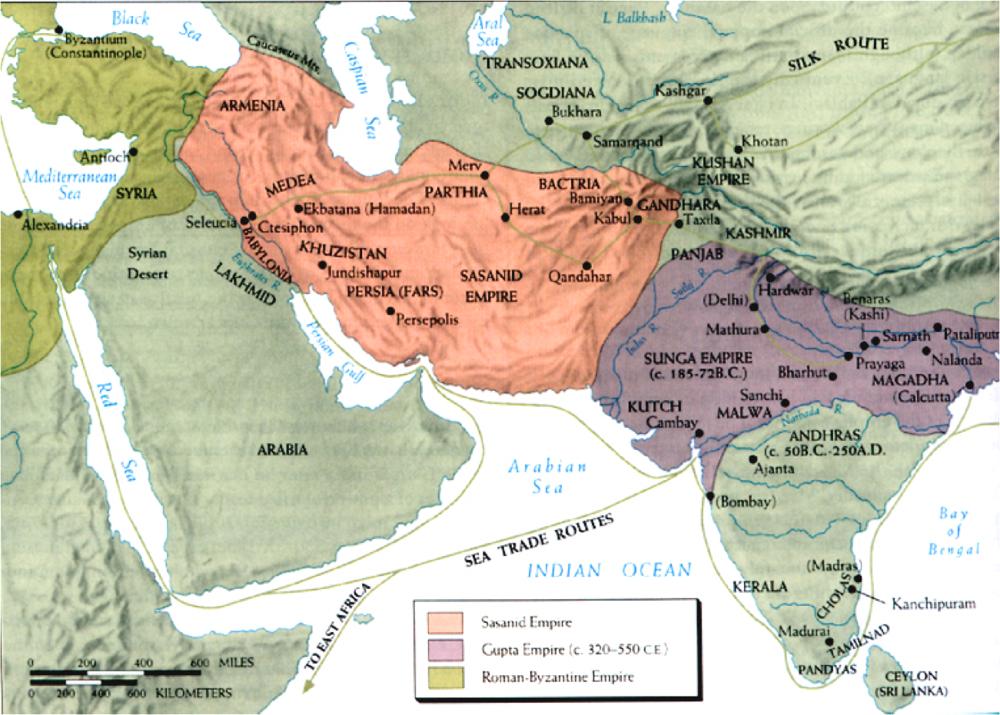 Black
Sea
Byzantium
(Constantinople)
Caucasus Mts.
Caspian
Sea
Aral
Sea
L Balkhash
TRANSOXIANA
Oxus R
SOGDIANA
Bukhara
Samarqand
Kashgar
SILK ROUTE
Khotan
KUSHAN
EMPIRE
ARMENIA
Antioch
Mediterranean
Sea
SYRIA
Alexandria
MEDEA
Merv
PARTHIA
BACTRIA
Bamiyan
GANDHARA
Kabul
Taxila
KASHMIR
Ekbatana (Hamadan)
Herat
Seleucia
Ctesiphon
BABYLONIA
Euphrates R
LAKHMID
Syrian
Desert
KHUZISTAN
Jundishapur
PERSIA (FARS)
Persepolis
SASANID
EMPIRE
Qandahar
PANJAB
Sutlej R
Indus R
Hardwar
(Delhi)
Mathura
Benaras
(Kashi)
Sarnath
Pataliputr
Prayaga
Nalanda
SUNGA EMPIRE
(c. 185-72B.C.)
Bharhut
MAGADHA
(Calcutta)
Sanchi
MALWA
KUTCH
Cambay
Narbada R
ANDHRAS
(c. 50B.C.-250A.D.
Ajanta
(Bombay)
Persian Gulf
Red
Sea
ARABIA
Arabian
Sea
SEA TRADE ROUTES
INDIAN OCEAN
TO EAST AFRICA
Bay
of
Bengal
(Madras)
KERALA
CHOLAS
Kanchipuram
Madurai
TAMILNAD
PANDYAS
CEYLON
(SRI LANKA)
Sasanid Empire
Gupta Empire (c. 320–550 C.E.)
Roman-Byzantine Empire
0 200 400 600 MILES
0 200 400 600 KILOMETERS